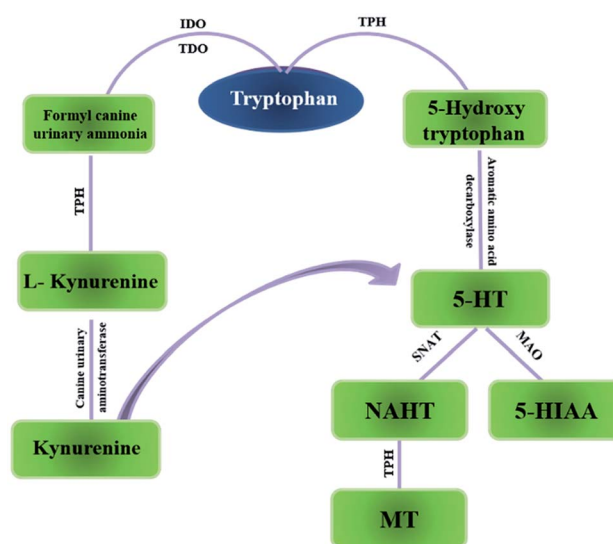 IDO
TDO
TPH
Tryptophan
Formyl canine
urinary ammonia
5-Hydroxy
tryptophan
TPH
Aromatic amino acid
decarboxylase
L- Kynurenine
5-HT
Canine urinary
aminotransferase
SNAT
MAO
Kynurenine
NAHT
5-HIAA
TPH
MT